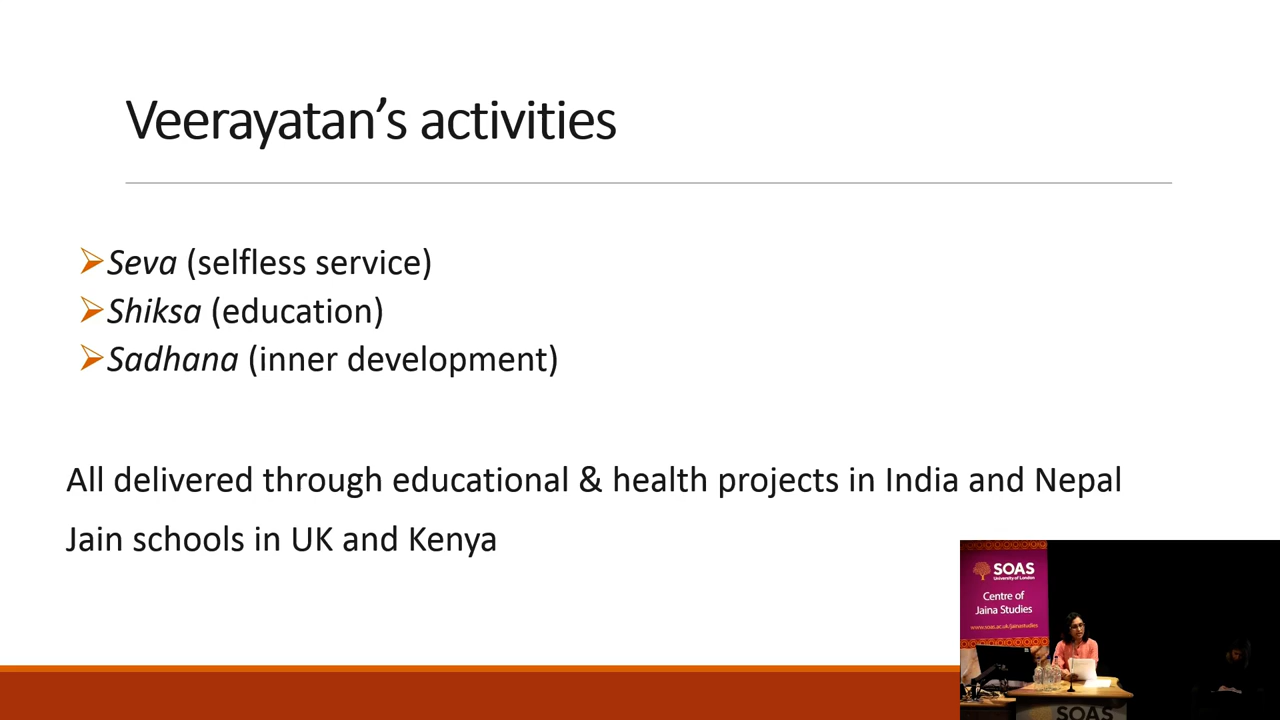 Veerayatan’s activities
Seva (selfless service)
Shiksa (education)
Sadhana (inner development)
All delivered through educational & health projects in India and Nepal
Jain schools in UK and Kenya
SOAS
University of London
Centre of
Jaina Studies
www.soas.ac.uk/jainastudies
SOAS